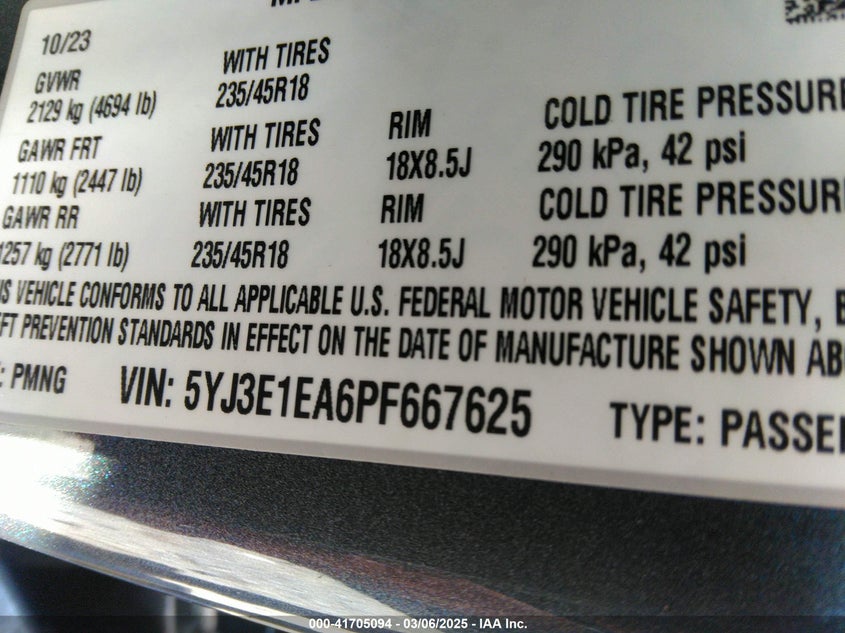 10/23
GVWR WITH TIRES
2129 kg (4694 lb) 235/45R18
GAWR FRT WITH TIRES RIM COLD TIRE PRESSURE
1110 kg (2447 lb) 235/45R18 18X8.5J 290 kPa, 42 psi
GAWR RR WITH TIRES RIM COLD TIRE PRESSURE
1257 kg (2771 lb) 235/45R18 18X8.5J 290 kPa, 42 psi
VEHICLE CONFORMS TO ALL APPLICABLE U.S. FEDERAL MOTOR VEHICLE SAFETY,
PREVENTION STANDARDS IN EFFECT ON THE DATE OF MANUFACTURE SHOWN
PMNG VIN: 5YJ3E1EA6PF667625 TYPE: PASSE
000-41705094 - 03/06/2025 - IAA Inc.